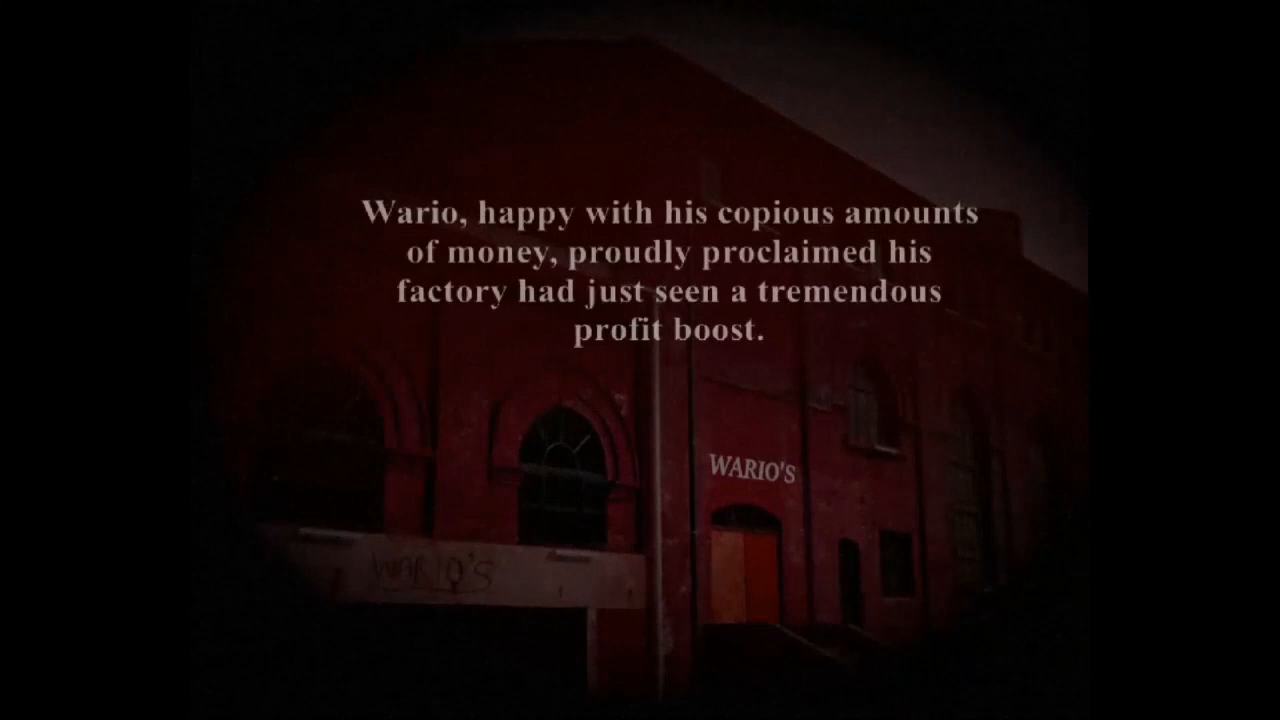 Wario, happy with his copious amounts
of money, proudly proclaimed his
factory had just seen a tremendous
profit boost.
WARIO'S
WARIO'S